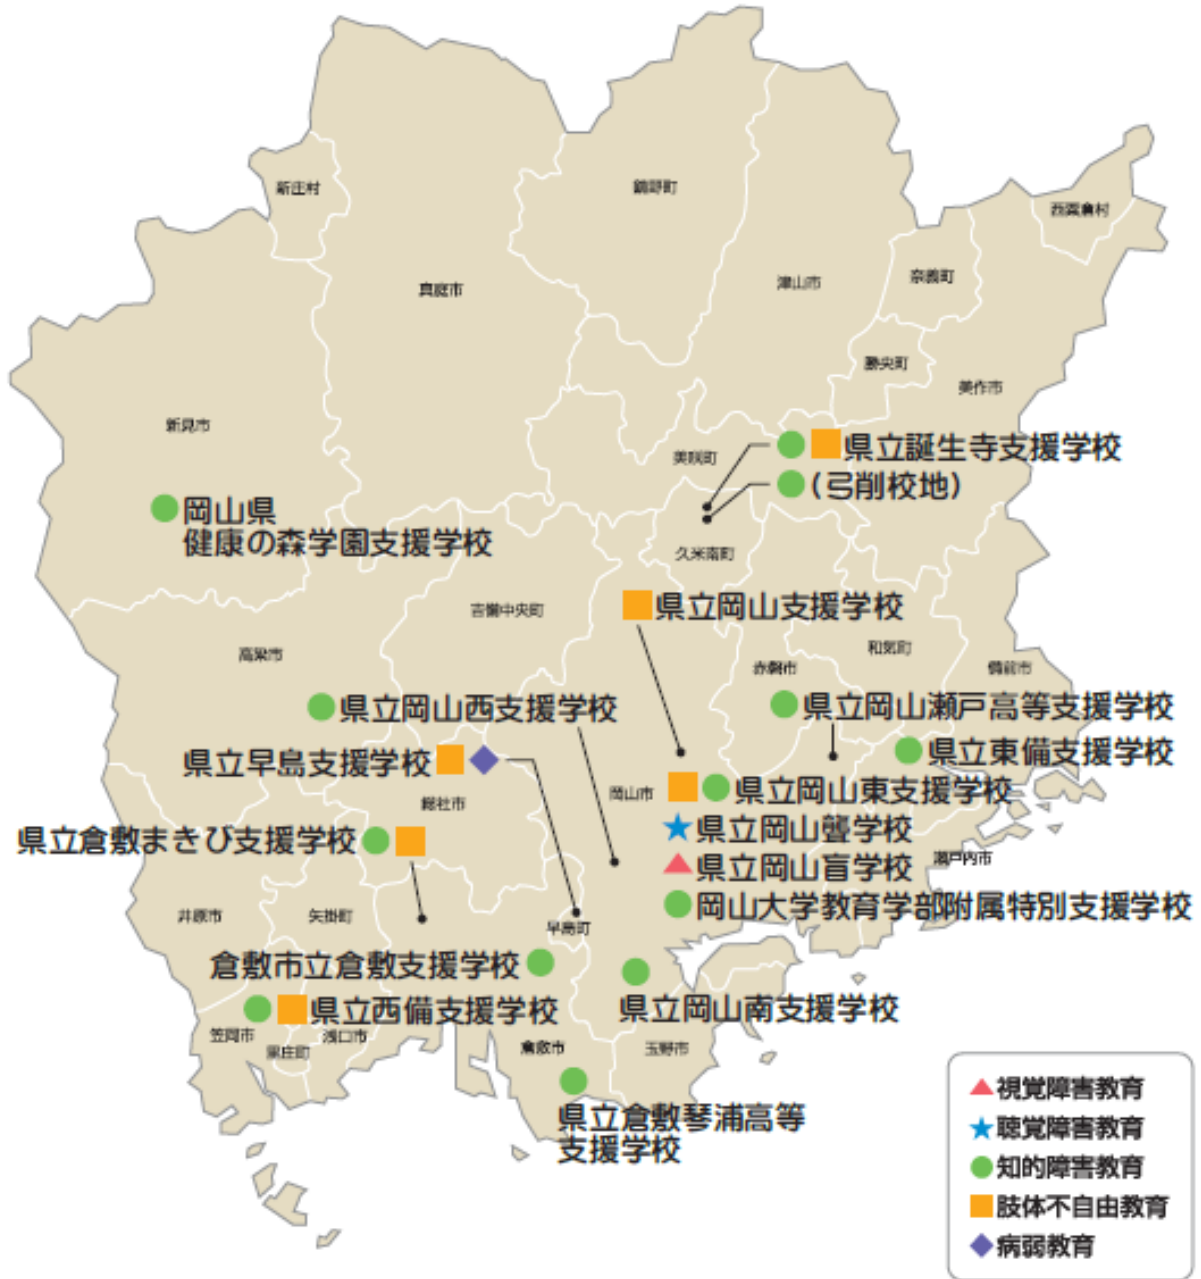 新庄村
鏡野町
西粟倉村
真庭市
津山市
奈義町
勝央町
美作市
新見市
県立誕生寺支援学校
美咲町
(弓削校地)
岡山県
健康の森学園支援学校
久米南町
吉備中央町
県立岡山支援学校
高梁市
和気町
赤磐市
備前市
県立岡山西支援学校
県立岡山瀬戸高等支援学校
県立早島支援学校
県立東備支援学校
総社市
岡山市
県立岡山東支援学校
県立倉敷まきび支援学校
県立岡山聾学校
瀬戸内市
県立岡山盲学校
井原市
矢掛町
岡山大学教育学部附属特別支援学校
早島町
倉敷市立倉敷支援学校
県立西備支援学校
県立岡山南支援学校
笠岡市
浅口市
里庄町
倉敷市
玉野市
県立倉敷琴浦高等
支援学校
視覚障害教育
聴覚障害教育
知的障害教育
肢体不自由教育
病弱教育